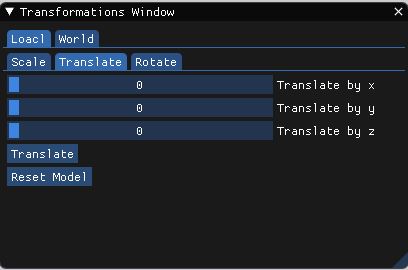 Transformations Window
Loacl World
Scale Translate Rotate
0 Translate by x
0 Translate by y
0 Translate by z
Translate
Reset Model